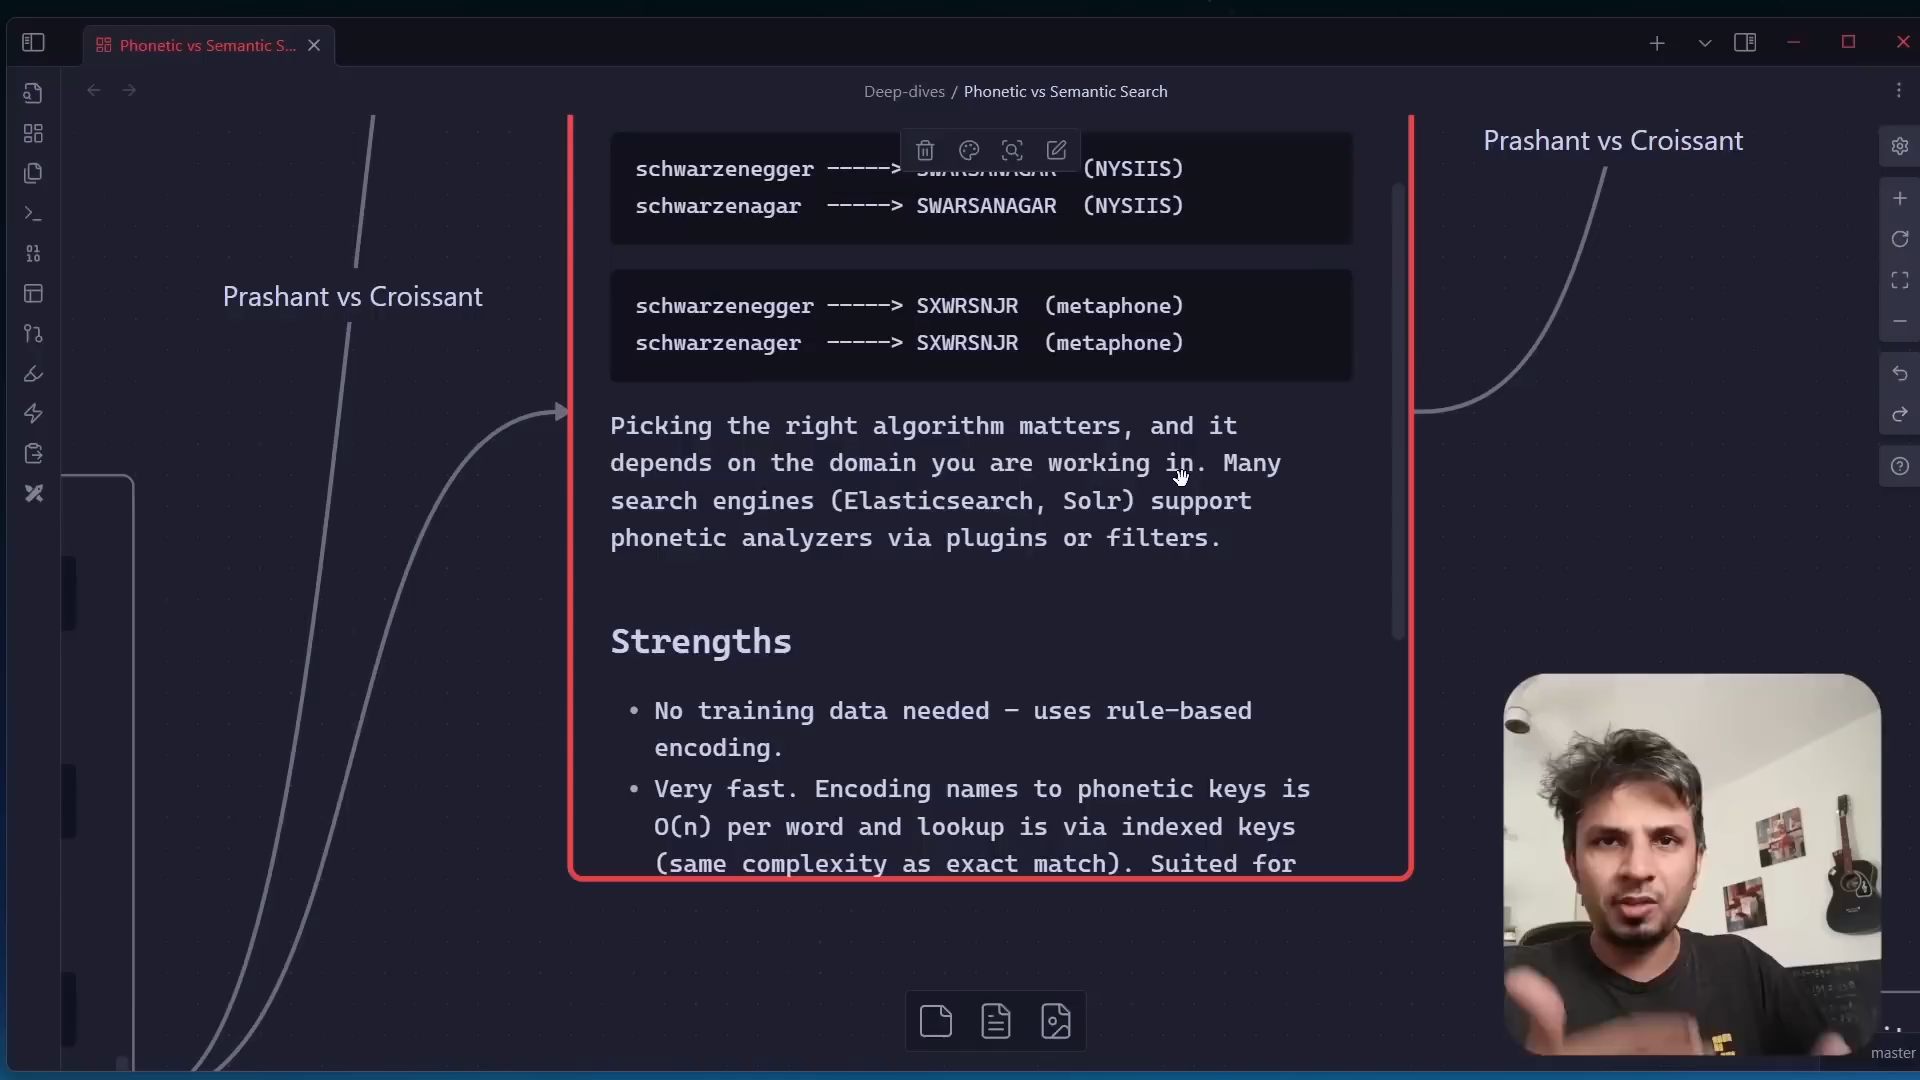 Phonetic vs Semantic S...
Deep-dives / Phonetic vs Semantic Search
Prashant vs Croissant
Prashant vs Croissant
schwarzenegger -----> SWARSANAGAR (NYSIIS)
schwarzenagar -----> SWARSANAGAR (NYSIIS)
schwarzenegger -----> SXWRSNJR (metaphone)
schwarzenager -----> SXWRSNJR (metaphone)
Picking the right algorithm matters, and it
depends on the domain you are working in. Many
search engines (Elasticsearch, Solr) support
phonetic analyzers via plugins or filters.
Strengths
• No training data needed – uses rule-based
encoding.
• Very fast. Encoding names to phonetic keys is
O(n) per word and lookup is via indexed keys
(same complexity as exact match). Suited for
master